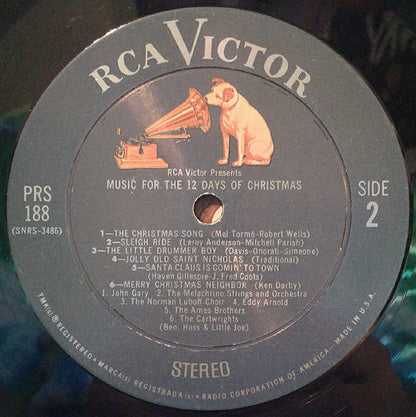 RCA VICTOR
RCA Victor Presents
MUSIC FOR THE 12 DAYS OF CHRISTMAS
PRS
188
(SNRS-3486)
SIDE
2
1—THE CHRISTMAS SONG (Mel Tormé-Robert Wells)
2—SLEIGH RIDE (Leroy Anderson-Mitchell Parish)
3—THE LITTLE DRUMMER BOY (Davis-Onorati-Simeone)
4—JOLLY OLD SAINT NICHOLAS (Traditional)
5—SANTA CLAUS IS COMIN' TO TOWN
(Haven Gillespie-J. Fred Coots)
6—MERRY CHRISTMAS NEIGHBOR (Ken Darby)
1. John Gary 2. The Melachrino Strings and Orchestra
3. The Norman Luboff Choir 4. Eddy Arnold
5. The Ames Brothers
6. The Cartwrights
(Ben, Hoss & Little Joe)
STEREO
TMK(s) ® REGISTERED • MARCA(s) REGISTRADA(s) • RADIO CORPORATION OF AMERICA—MADE IN U.S.A.